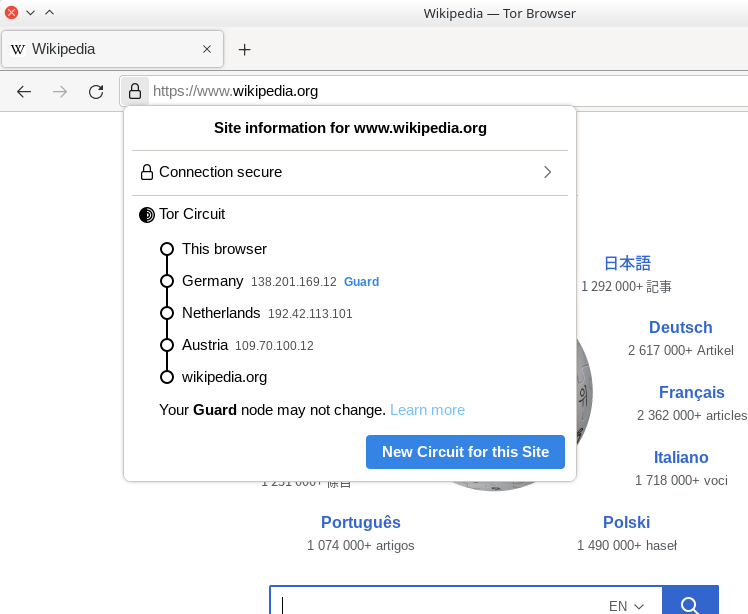 Wikipedia — Tor Browser
W Wikipedia
https://www.wikipedia.org
Site information for www.wikipedia.org
Connection secure
Tor Circuit
This browser
Germany 138.201.169.12 Guard
Netherlands 192.42.113.101
Austria 109.70.100.12
wikipedia.org
Your Guard node may not change. Learn more
New Circuit for this Site
日本語
1 292 000+ 記事
Deutsch
2 617 000+ Artikel
Français
2 362 000+ articles
Italiano
1 718 000+ voci
Português
1 074 000+ artigos
Polski
1 490 000+ haseł
EN